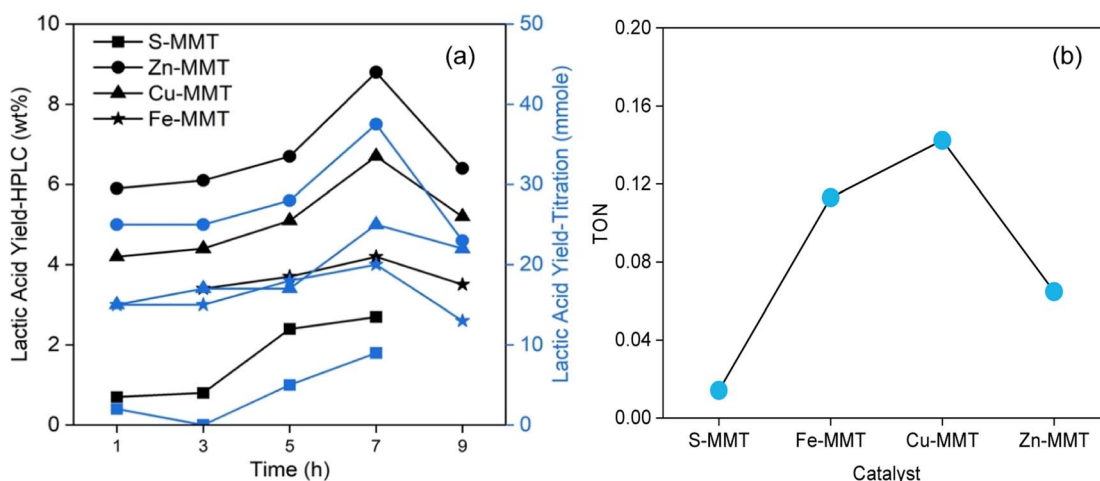 (a)
S-MMT
Zn-MMT
Cu-MMT
Fe-MMT
Lactic Acid Yield-HPLC (wt%)
10
8
6
4
2
0
1 3 5 7 9
Time (h)
50
40
30
20
10
0
Lactic Acid Yield-Titration (mmole)
(b)
TON
0.20
0.16
0.12
0.08
0.04
0.00
S-MMT Fe-MMT Cu-MMT Zn-MMT
Catalyst